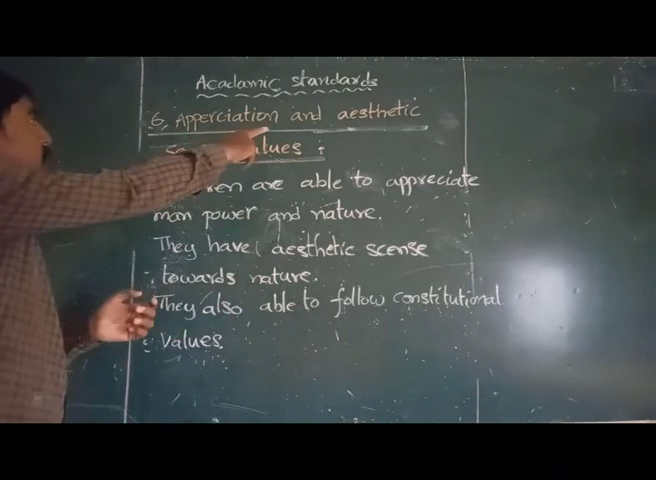 Acadamic standards
6, Apperciation and aesthetic
values :
are able to appreciate
man power and nature.
They have aesthetic scense
towards nature.
They also able to follow constitutional
values.